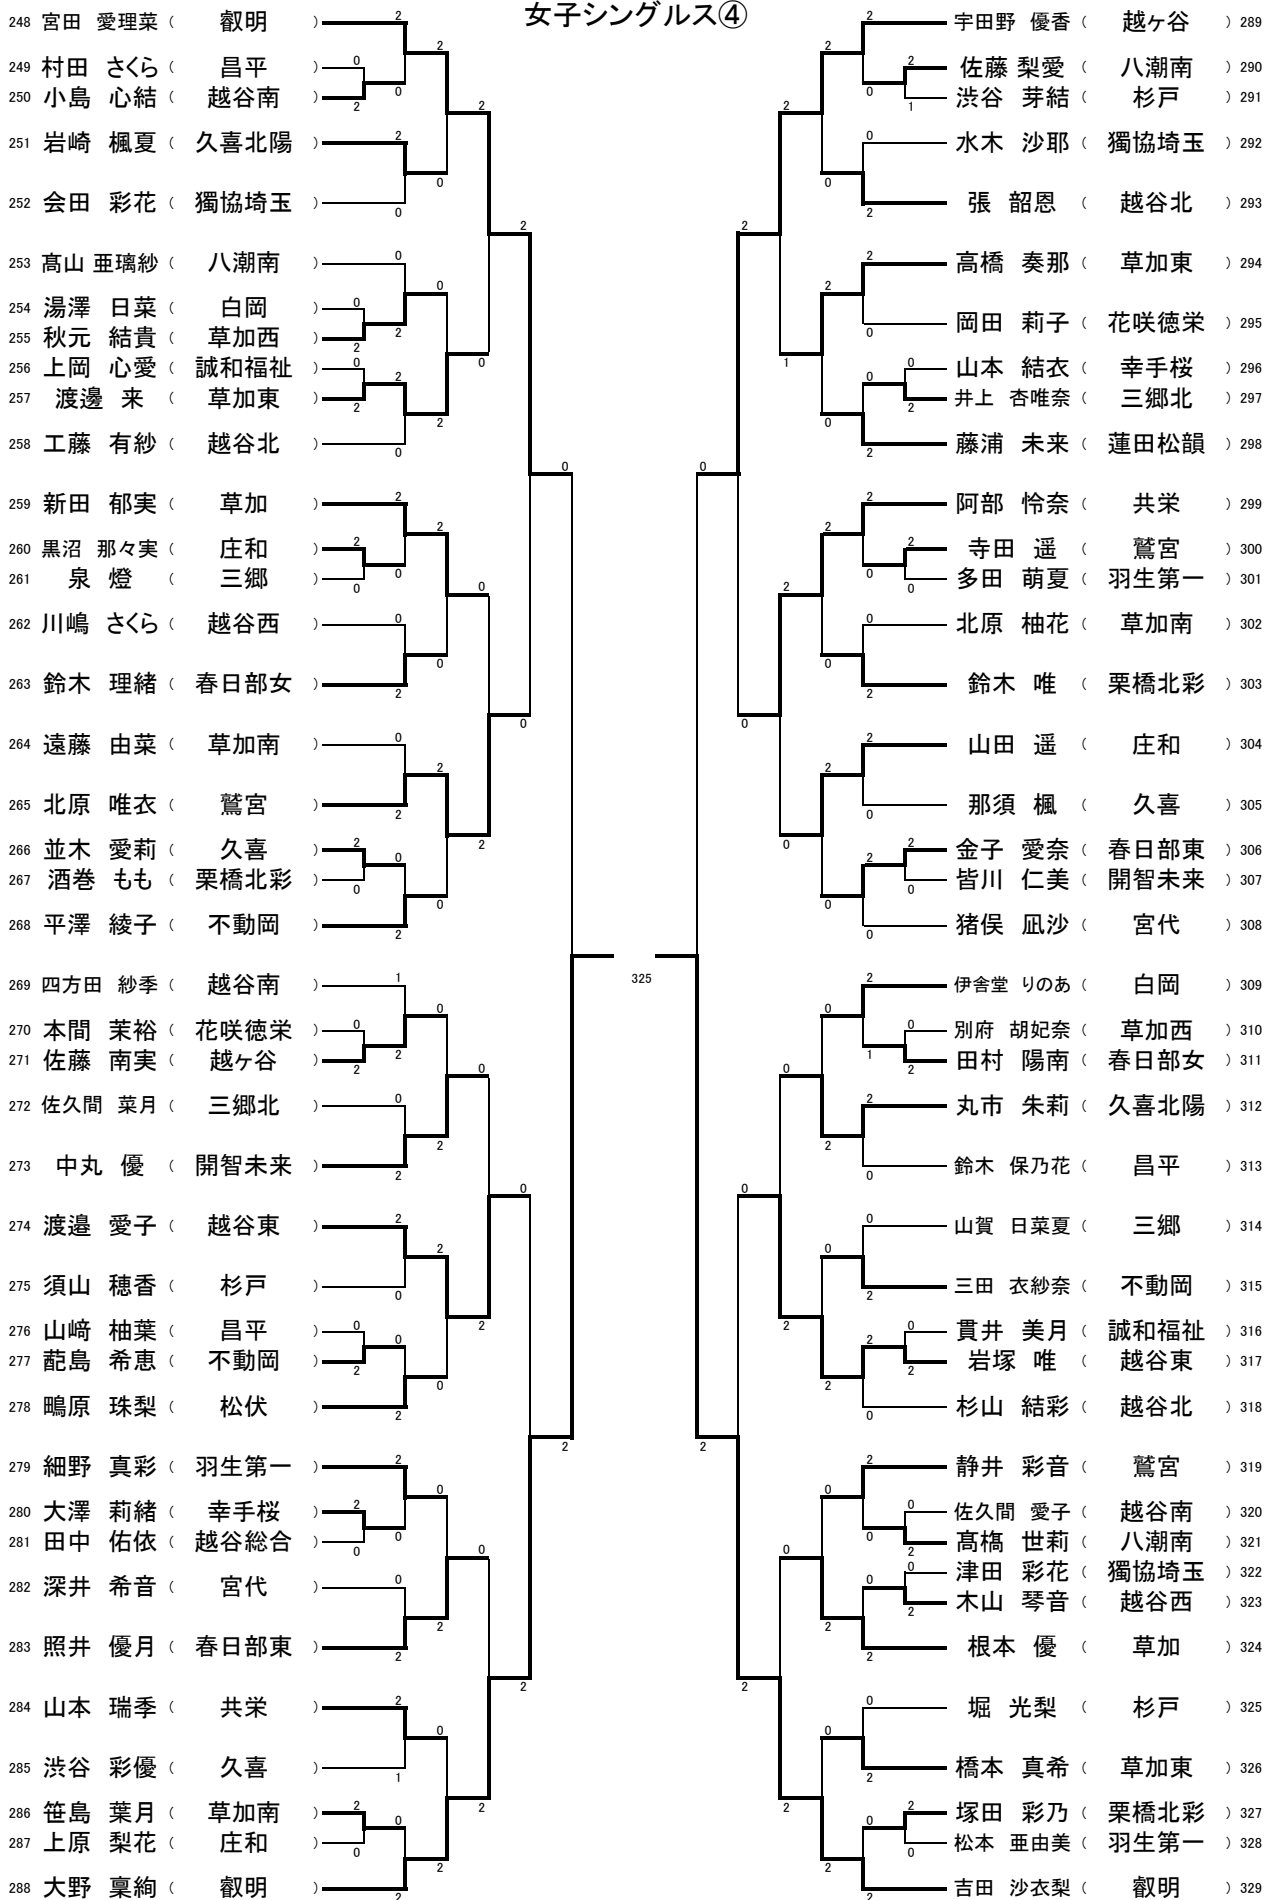 女子シングルス④
248 宮田 愛理菜 ( 叡明 )
249 村田 さくら ( 昌平 )
250 小島 心結 ( 越谷南 )
251 岩崎 楓夏 ( 久喜北陽 )
252 会田 彩花 ( 獨協埼玉 )
253 髙山 亜璃紗 ( 八潮南 )
254 湯澤 日菜 ( 白岡 )
255 秋元 結貴 ( 草加西 )
256 上岡 心愛 ( 誠和福祉 )
257 渡邊 来 ( 草加東 )
258 工藤 有紗 ( 越谷北 )
259 新田 郁実 ( 草加 )
260 黒沼 那々実 ( 庄和 )
261 泉 燈 ( 三郷 )
262 川嶋 さくら ( 越谷西 )
263 鈴木 理緒 ( 春日部女 )
264 遠藤 由菜 ( 草加南 )
265 北原 唯衣 ( 鷲宮 )
266 並木 愛莉 ( 久喜 )
267 酒巻 もも ( 栗橋北彩 )
268 平澤 綾子 ( 不動岡 )
269 四方田 紗季 ( 越谷南 )
270 本間 茉裕 ( 花咲徳栄 )
271 佐藤 南実 ( 越ヶ谷 )
272 佐久間 菜月 ( 三郷北 )
273 中丸 優 ( 開智未来 )
274 渡邉 愛子 ( 越谷東 )
275 須山 穂香 ( 杉戸 )
276 山﨑 柚葉 ( 昌平 )
277 蓜島 希恵 ( 不動岡 )
278 鴫原 珠梨 ( 松伏 )
279 細野 真彩 ( 羽生第一 )
280 大澤 莉緒 ( 幸手桜 )
281 田中 佑依 ( 越谷総合 )
282 深井 希音 ( 宮代 )
283 照井 優月 ( 春日部東 )
284 山本 瑞季 ( 共栄 )
285 渋谷 彩優 ( 久喜 )
286 笹島 葉月 ( 草加南 )
287 上原 梨花 ( 庄和 )
288 大野 稟絢 ( 叡明 )
325
宇田野 優香 ( 越ヶ谷 ) 289
佐藤 梨愛 ( 八潮南 ) 290
渋谷 芽結 ( 杉戸 ) 291
水木 沙耶 ( 獨協埼玉 ) 292
張 韶恩 ( 越谷北 ) 293
高橋 奏那 ( 草加東 ) 294
岡田 莉子 ( 花咲徳栄 ) 295
山本 結衣 ( 幸手桜 ) 296
井上 杏唯奈 ( 三郷北 ) 297
藤浦 未来 ( 蓮田松韻 ) 298
阿部 怜奈 ( 共栄 ) 299
寺田 遥 ( 鷲宮 ) 300
多田 萌夏 ( 羽生第一 ) 301
北原 柚花 ( 草加南 ) 302
鈴木 唯 ( 栗橋北彩 ) 303
山田 遥 ( 庄和 ) 304
那須 楓 ( 久喜 ) 305
金子 愛奈 ( 春日部東 ) 306
皆川 仁美 ( 開智未来 ) 307
猪俣 凪沙 ( 宮代 ) 308
伊舎堂 りのあ ( 白岡 ) 309
別府 胡妃奈 ( 草加西 ) 310
田村 陽南 ( 春日部女 ) 311
丸市 朱莉 ( 久喜北陽 ) 312
鈴木 保乃花 ( 昌平 ) 313
山賀 日菜夏 ( 三郷 ) 314
三田 衣紗奈 ( 不動岡 ) 315
貫井 美月 ( 誠和福祉 ) 316
岩塚 唯 ( 越谷東 ) 317
杉山 結彩 ( 越谷北 ) 318
静井 彩音 ( 鷲宮 ) 319
佐久間 愛子 ( 越谷南 ) 320
髙橋 世莉 ( 八潮南 ) 321
津田 彩花 ( 獨協埼玉 ) 322
木山 琴音 ( 越谷西 ) 323
根本 優 ( 草加 ) 324
堀 光梨 ( 杉戸 ) 325
橋本 真希 ( 草加東 ) 326
塚田 彩乃 ( 栗橋北彩 ) 327
松本 亜由美 ( 羽生第一 ) 328
吉田 沙衣梨 ( 叡明 ) 329